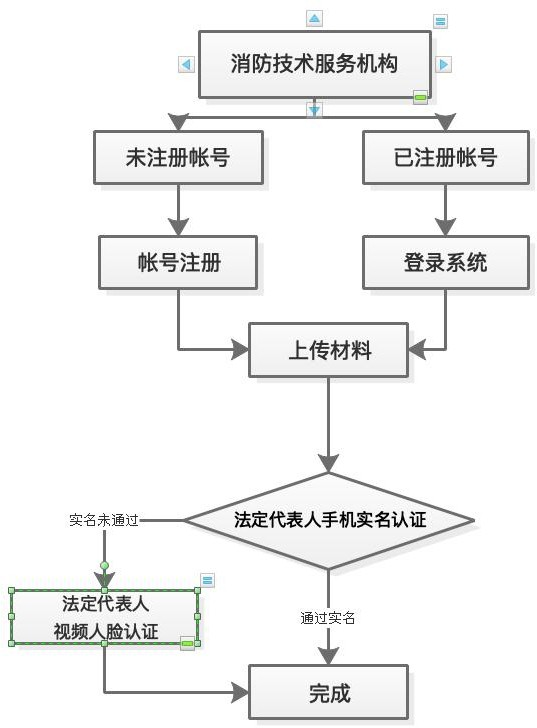 消防技术服务机构
未注册帐号
已注册帐号
帐号注册
登录系统
上传材料
法定代表人手机实名认证
实名未通过
法定代表人
视频人脸认证
通过实名
完成